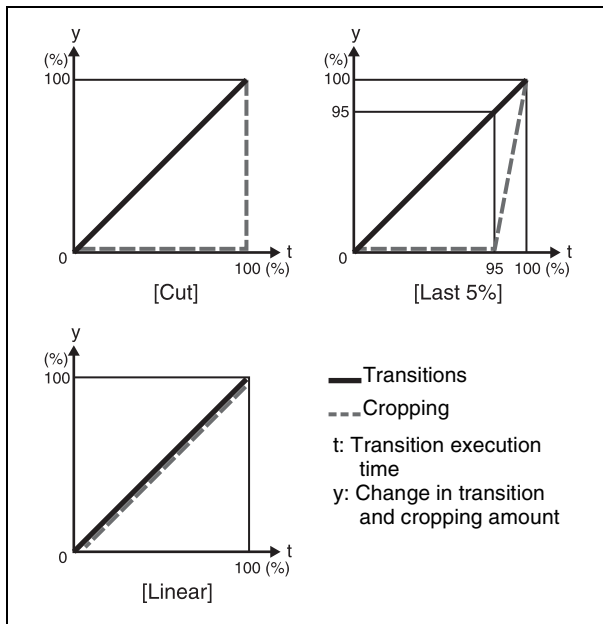 y
(%)
100
0
t
100 (%)
[Cut]
y
(%)
100
95
0
t
95 100 (%)
[Last 5%]
y
(%)
100
0
t
100 (%)
[Linear]
Transitions
Cropping
t: Transition execution
time
y: Change in transition
and cropping amount